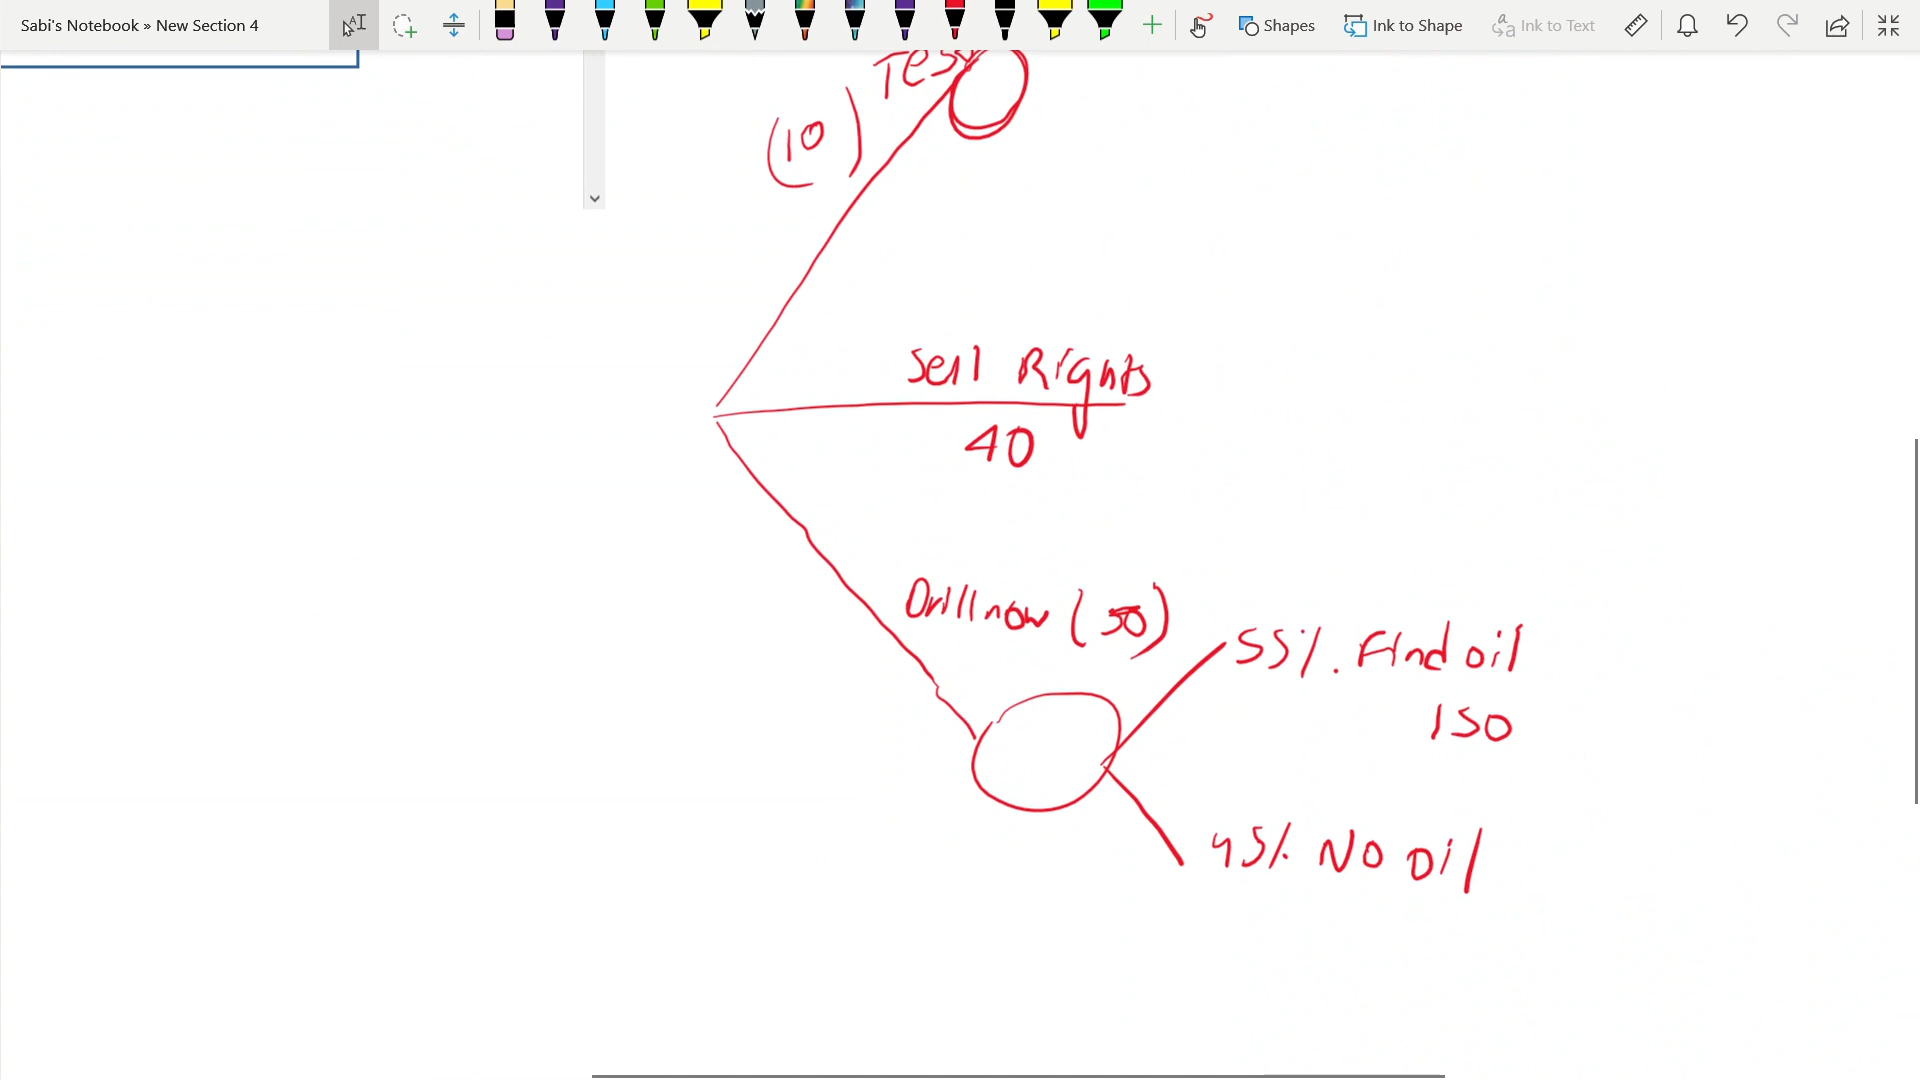 Sabi's Notebook » New Section 4
Shapes
Ink to Shape
Ink to Text
Test
(10)
Sell Rights
40
Drill now (50)
55%. Find oil
150
45%. No oil